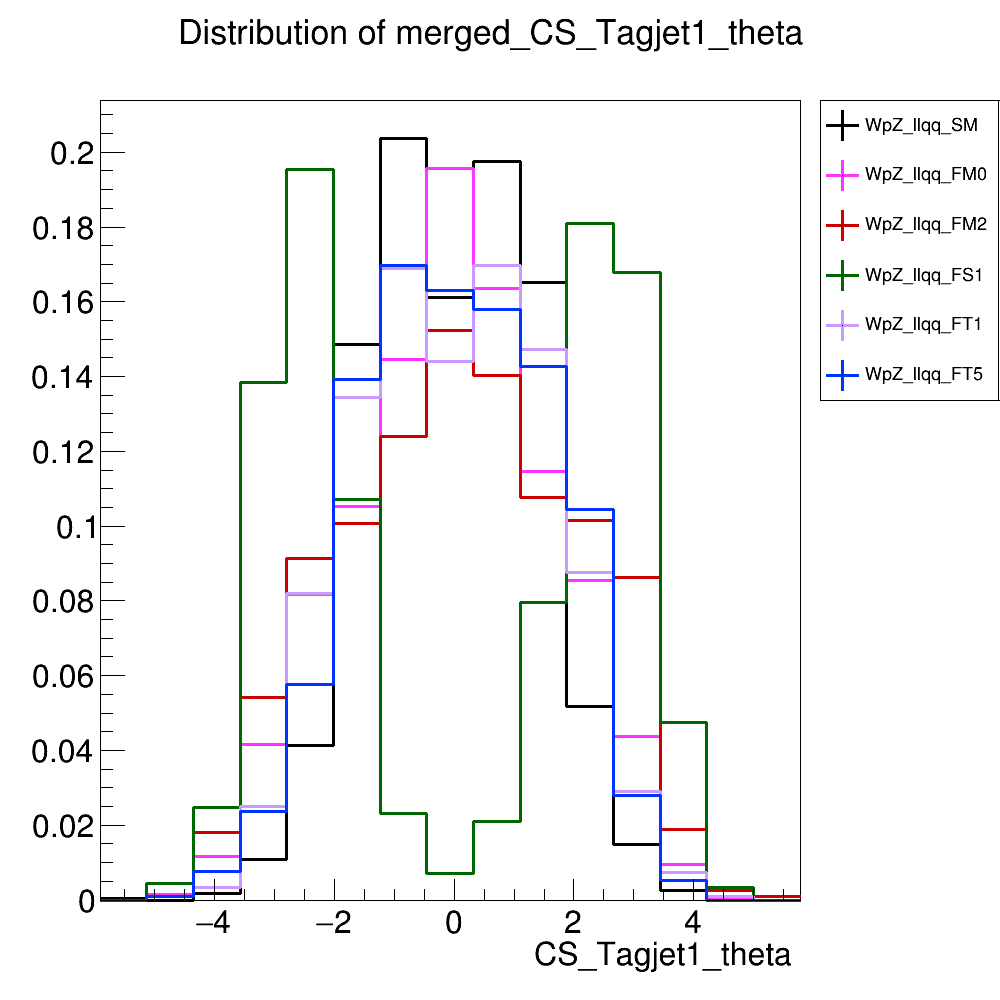 Distribution of merged_CS_Tagjet1_theta
WpZ_llqq_SM
WpZ_llqq_FM0
WpZ_llqq_FM2
WpZ_llqq_FS1
WpZ_llqq_FT1
WpZ_llqq_FT5
0.2
0.18
0.16
0.14
0.12
0.1
0.08
0.06
0.04
0.02
0
−4 −2 0 2 4
CS_Tagjet1_theta